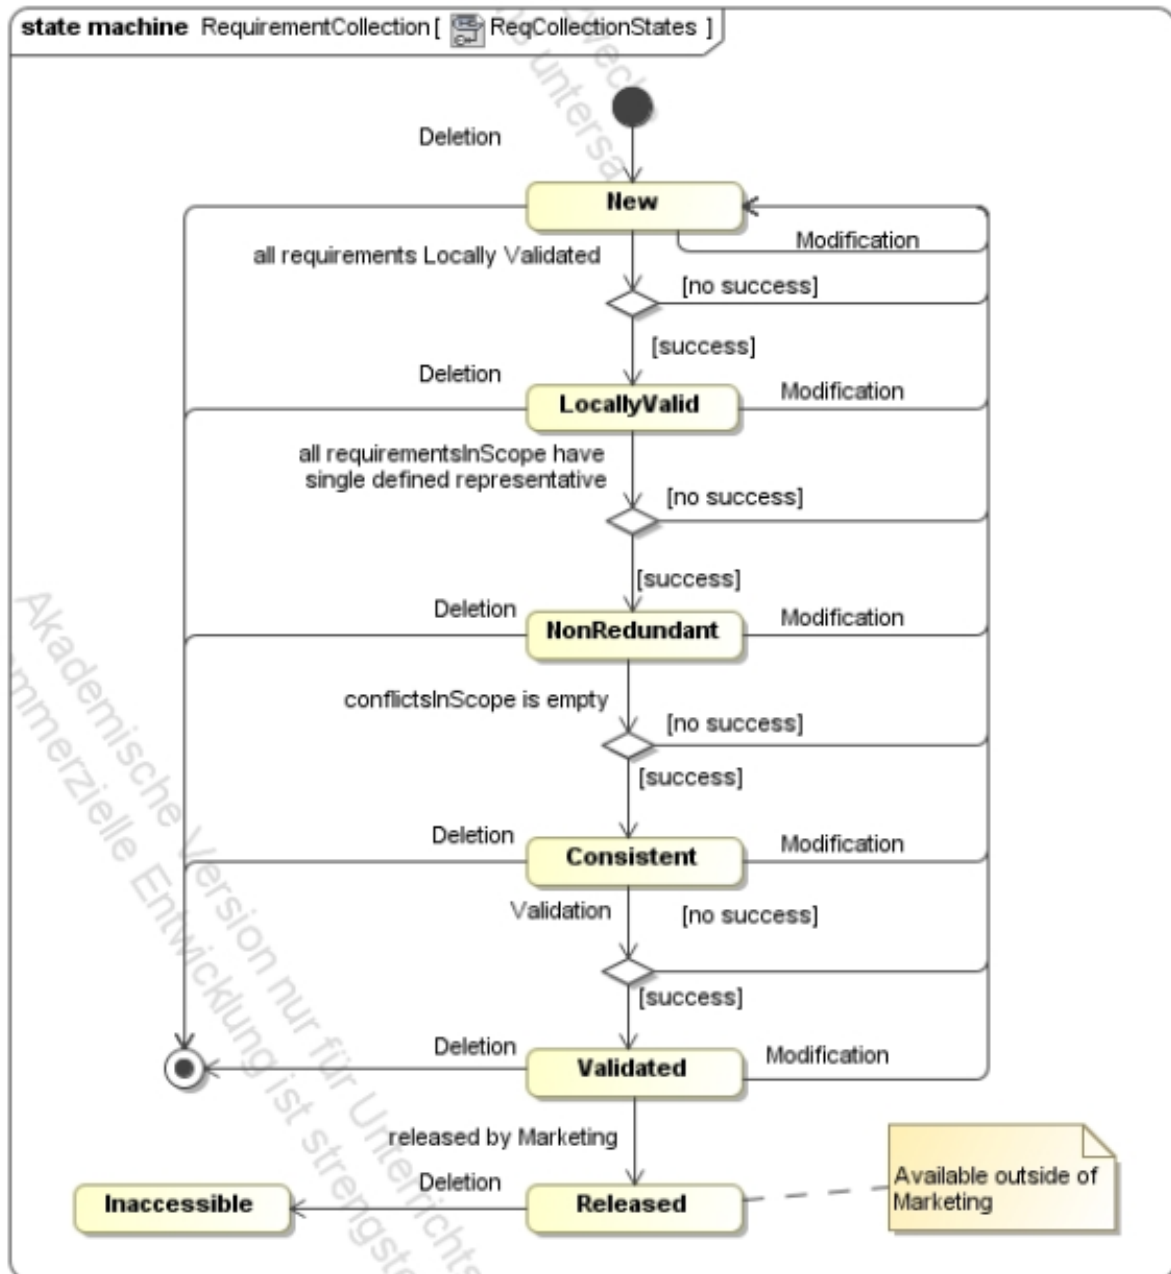 state machine RequirementCollection [ ReqCollectionStates ]
Deletion
New
Modification
all requirements Locally Validated
[no success]
[success]
Deletion
LocallyValid
Modification
all requirementsInScope have
single defined representative
[no success]
[success]
Deletion
NonRedundant
Modification
conflictsInScope is empty
[no success]
[success]
Deletion
Consistent
Modification
Validation
[no success]
[success]
Deletion
Validated
Modification
released by Marketing
Deletion
Inaccessible
Released
Available outside of
Marketing
Akademische Version nur für Unterrichts
mmerzielle Entwicklung ist strengste